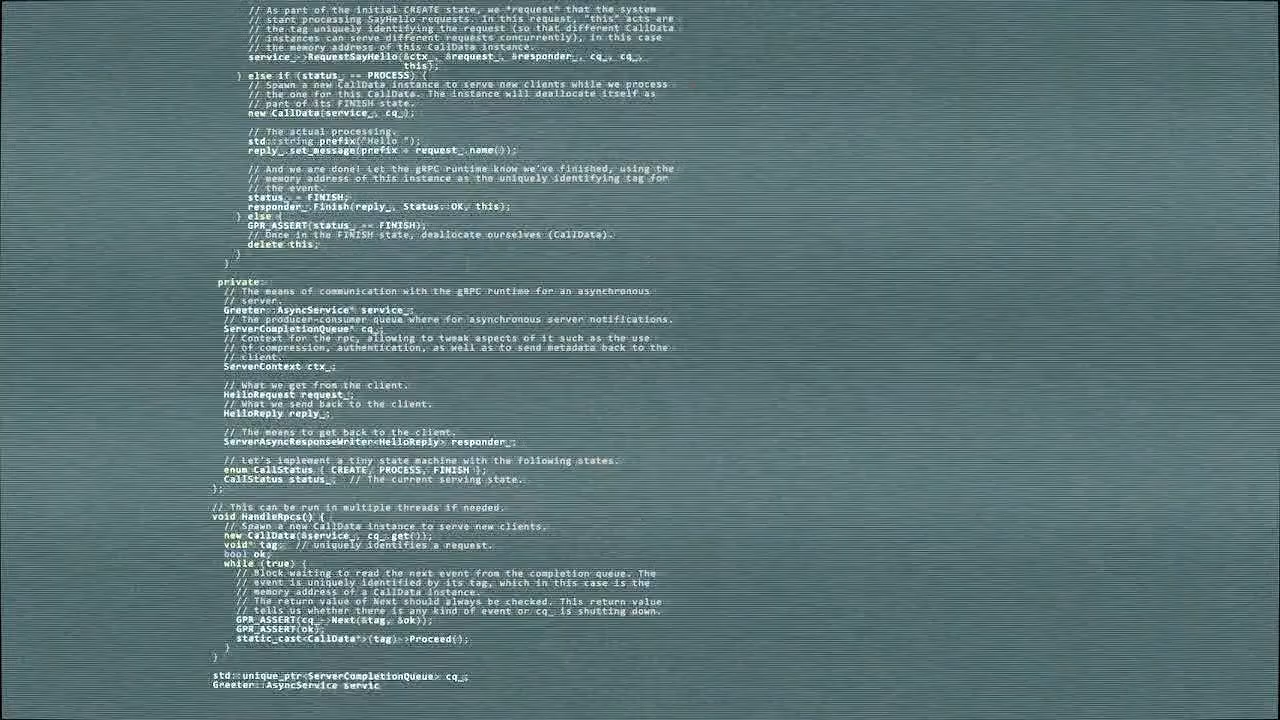 // As part of the initial CREATE state, we *request* that the system
// start processing SayHello requests. In this request, "this" acts are
// the tag uniquely identifying the request (so that different CallData
// instances can serve different requests concurrently), in this case
// the memory address of this CallData instance.
service_->RequestSayHello(&ctx_, &request_, &responder_, cq_, cq_,
this);
} else if (status_ == PROCESS) {
// Spawn a new CallData instance to serve new clients while we process
// the one for this CallData. The instance will deallocate itself as
// part of its FINISH state.
new CallData(service_, cq_);
// The actual processing.
std::string prefix("Hello ");
reply_.set_message(prefix + request_.name());
// And we are done! Let the gRPC runtime know we've finished, using the
// memory address of this instance as the uniquely identifying tag for
// the event.
status_ = FINISH;
responder_.Finish(reply_, Status::OK, this);
} else {
GPR_ASSERT(status_ == FINISH);
// Once in the FINISH state, deallocate ourselves (CallData).
delete this;
}
}
private:
// The means of communication with the gRPC runtime for an asynchronous
// server.
Greeter::AsyncService* service_;
// The producer-consumer queue where for asynchronous server notifications.
ServerCompletionQueue* cq_;
// Context for the rpc, allowing to tweak aspects of it such as the use
// of compression, authentication, as well as to send metadata back to the
// client.
ServerContext ctx_;
// What we get from the client.
HelloRequest request_;
// What we send back to the client.
HelloReply reply_;
// The means to get back to the client.
ServerAsyncResponseWriter<HelloReply> responder_;
// Let's implement a tiny state machine with the following states.
enum CallStatus { CREATE, PROCESS, FINISH };
CallStatus status_;  // The current serving state.
};
// This can be run in multiple threads if needed.
void HandleRpcs() {
// Spawn a new CallData instance to serve new clients.
new CallData(&service_, cq_.get());
void* tag;  // uniquely identifies a request.
bool ok;
while (true) {
// Block waiting to read the next event from the completion queue. The
// event is uniquely identified by its tag, which in this case is the
// memory address of a CallData instance.
// The return value of Next should always be checked. This return value
// tells us whether there is any kind of event or cq_ is shutting down.
GPR_ASSERT(cq_->Next(&tag, &ok));
GPR_ASSERT(ok);
static_cast<CallData*>(tag)->Proceed();
}
}
std::unique_ptr<ServerCompletionQueue> cq_;
Greeter::AsyncService servic